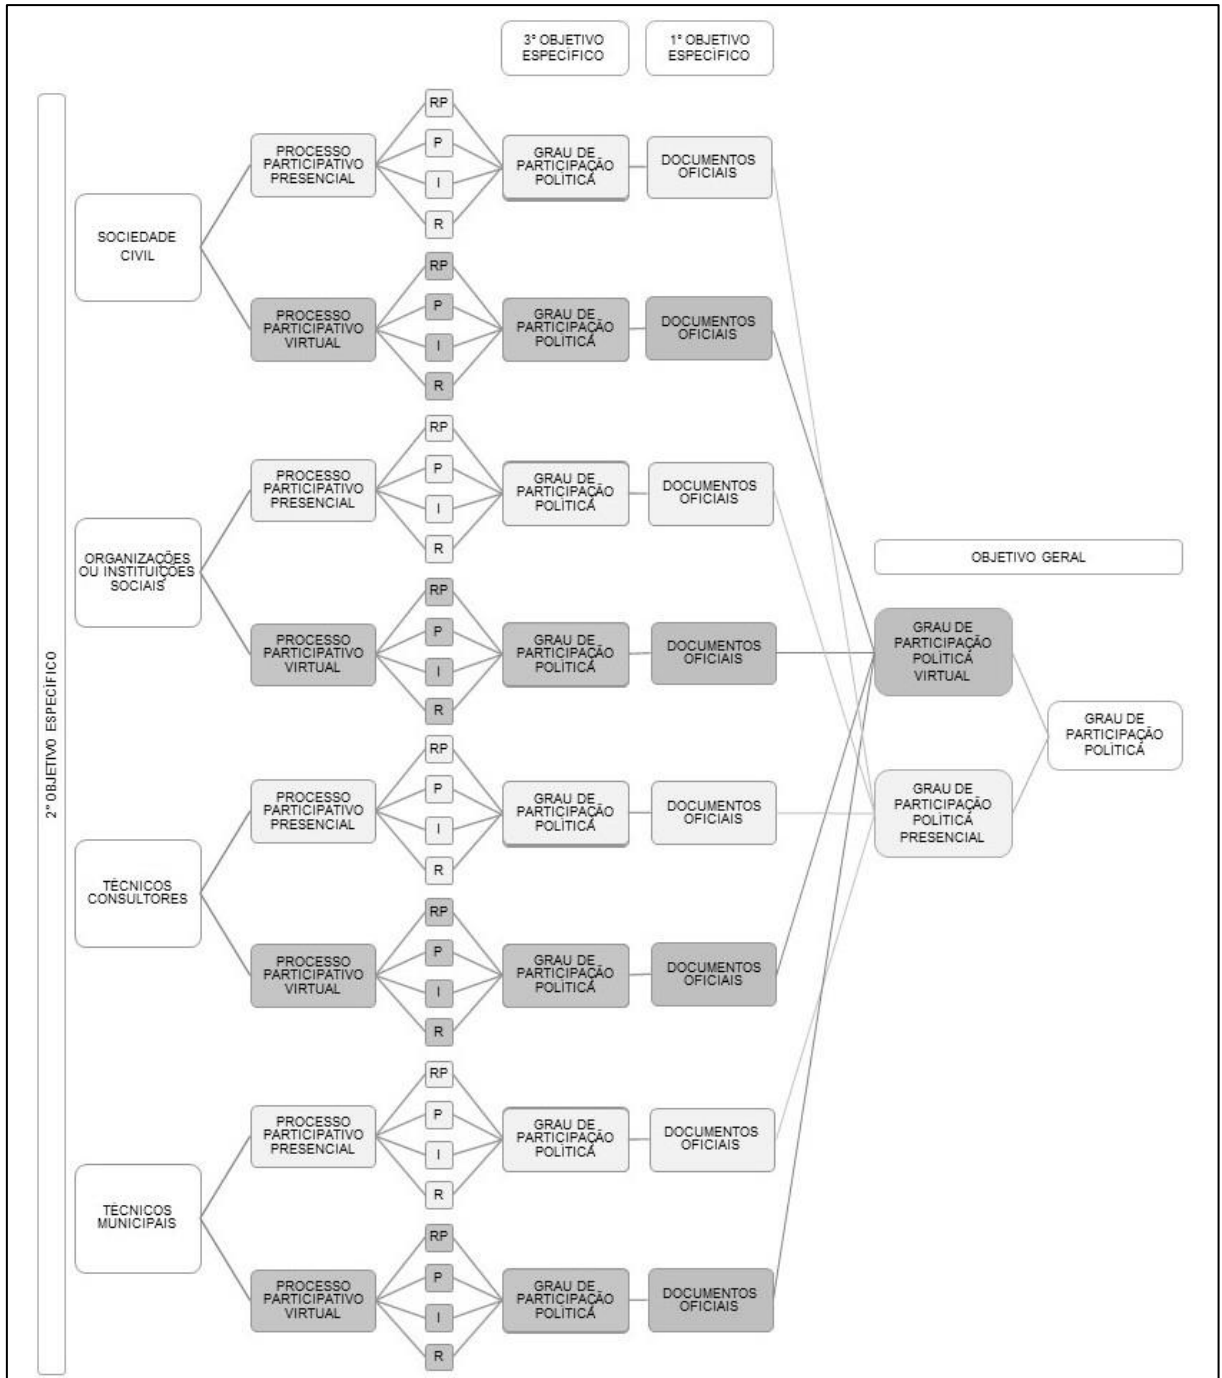 3º OBJETIVO
ESPECÍFICO
1º OBJETIVO
ESPECÍFICO
2º OBJETIVO ESPECÍFICO
SOCIEDADE
CIVIL
PROCESSO
PARTICIPATIVO
PRESENCIAL
RP
P
I
R
GRAU DE
PARTICIPAÇÃO
POLÍTICA
DOCUMENTOS
OFICIAIS
PROCESSO
PARTICIPATIVO
VIRTUAL
RP
P
I
R
GRAU DE
PARTICIPAÇÃO
POLÍTICA
DOCUMENTOS
OFICIAIS
ORGANIZAÇÕES
OU INSTITUIÇÕES
SOCIAIS
PROCESSO
PARTICIPATIVO
PRESENCIAL
RP
P
I
R
GRAU DE
PARTICIPAÇÃO
POLÍTICA
DOCUMENTOS
OFICIAIS
PROCESSO
PARTICIPATIVO
VIRTUAL
RP
P
I
R
GRAU DE
PARTICIPAÇÃO
POLÍTICA
DOCUMENTOS
OFICIAIS
TÉCNICOS
CONSULTORES
PROCESSO
PARTICIPATIVO
PRESENCIAL
RP
P
I
R
GRAU DE
PARTICIPAÇÃO
POLÍTICA
DOCUMENTOS
OFICIAIS
PROCESSO
PARTICIPATIVO
VIRTUAL
RP
P
I
R
GRAU DE
PARTICIPAÇÃO
POLÍTICA
DOCUMENTOS
OFICIAIS
TÉCNICOS
MUNICIPAIS
PROCESSO
PARTICIPATIVO
PRESENCIAL
RP
P
I
R
GRAU DE
PARTICIPAÇÃO
POLÍTICA
DOCUMENTOS
OFICIAIS
PROCESSO
PARTICIPATIVO
VIRTUAL
RP
P
I
R
GRAU DE
PARTICIPAÇÃO
POLÍTICA
DOCUMENTOS
OFICIAIS
OBJETIVO GERAL
GRAU DE
PARTICIPAÇÃO
POLÍTICA
VIRTUAL
GRAU DE
PARTICIPAÇÃO
POLÍTICA
PRESENCIAL
GRAU DE
PARTICIPAÇÃO
POLÍTICA